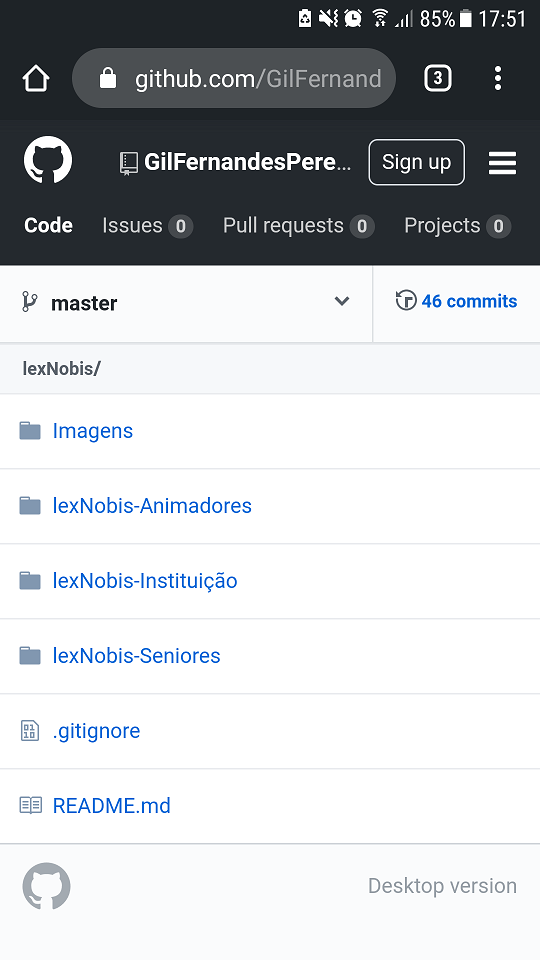 85% 17:51
github.com/GilFernand
3
GilFernandesPere...
Sign up
Code Issues 0 Pull requests 0 Projects 0
master
46 commits
lexNobis/
Imagens
lexNobis-Animadores
lexNobis-Instituição
lexNobis-Seniores
.gitignore
README.md
Desktop version